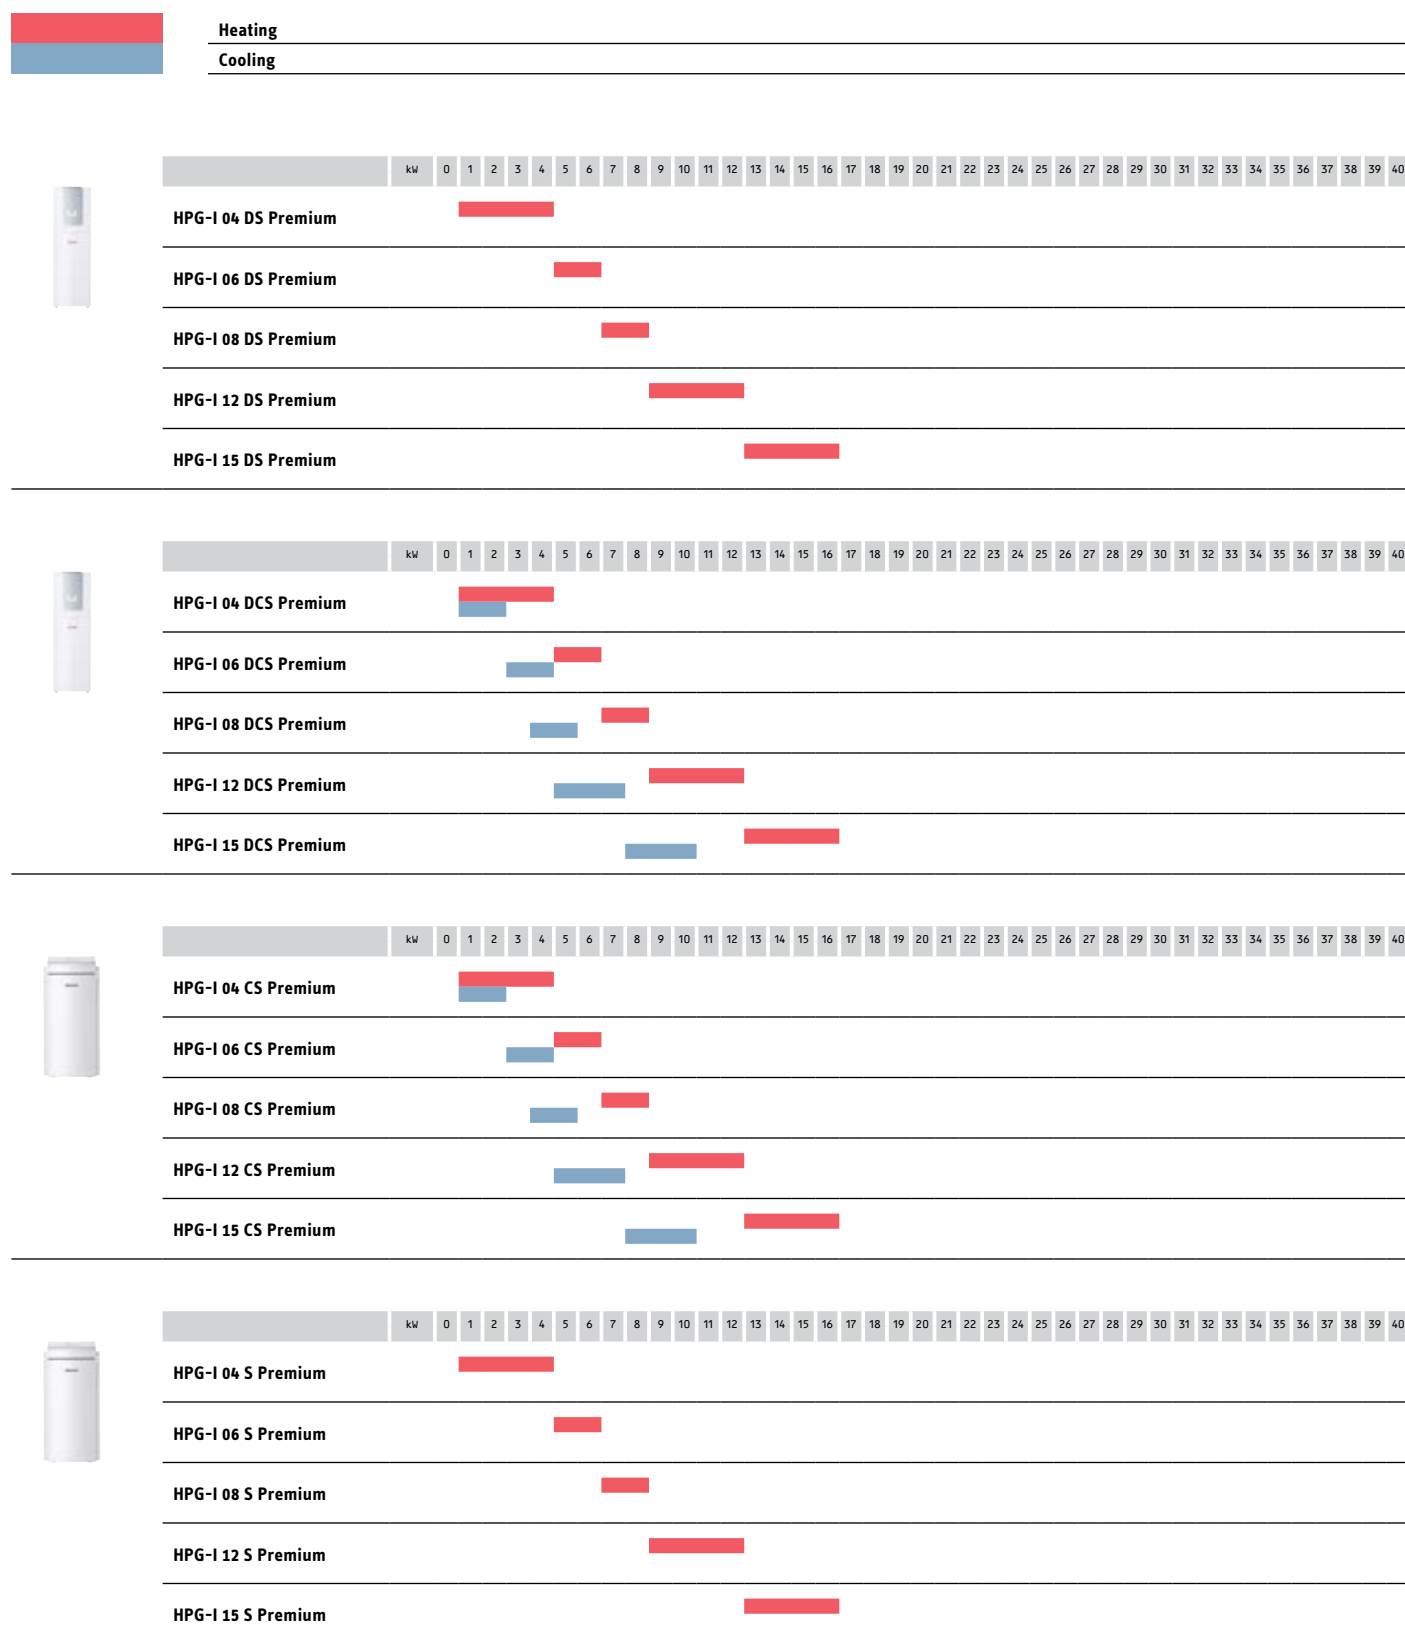 Heating
Cooling
kW 0 1 2 3 4 5 6 7 8 9 10 11 12 13 14 15 16 17 18 19 20 21 22 23 24 25 26 27 28 29 30 31 32 33 34 35 36 37 38 39 40
HPG-I 04 DS Premium
HPG-I 06 DS Premium
HPG-I 08 DS Premium
HPG-I 12 DS Premium
HPG-I 15 DS Premium
kW 0 1 2 3 4 5 6 7 8 9 10 11 12 13 14 15 16 17 18 19 20 21 22 23 24 25 26 27 28 29 30 31 32 33 34 35 36 37 38 39 40
HPG-I 04 DCS Premium
HPG-I 06 DCS Premium
HPG-I 08 DCS Premium
HPG-I 12 DCS Premium
HPG-I 15 DCS Premium
kW 0 1 2 3 4 5 6 7 8 9 10 11 12 13 14 15 16 17 18 19 20 21 22 23 24 25 26 27 28 29 30 31 32 33 34 35 36 37 38 39 40
HPG-I 04 CS Premium
HPG-I 06 CS Premium
HPG-I 08 CS Premium
HPG-I 12 CS Premium
HPG-I 15 CS Premium
kW 0 1 2 3 4 5 6 7 8 9 10 11 12 13 14 15 16 17 18 19 20 21 22 23 24 25 26 27 28 29 30 31 32 33 34 35 36 37 38 39 40
HPG-I 04 S Premium
HPG-I 06 S Premium
HPG-I 08 S Premium
HPG-I 12 S Premium
HPG-I 15 S Premium